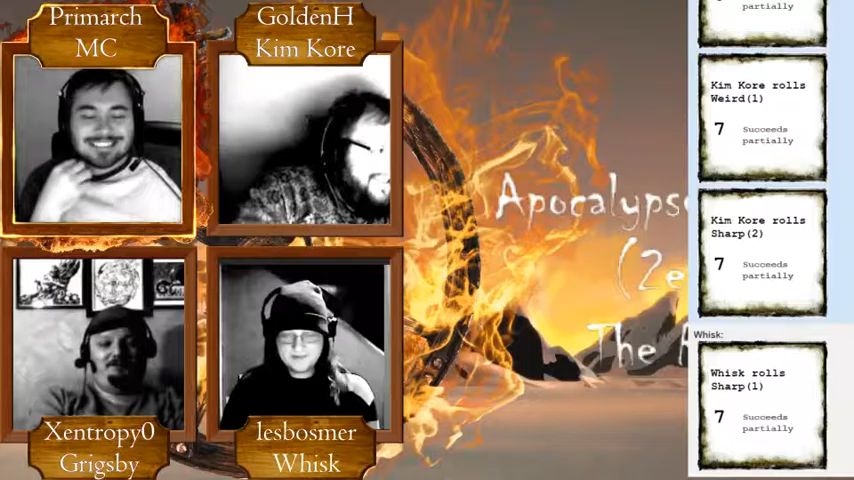 Primarch
MC
GoldenH
Kim Kore
Xentropy0
Grigsby
lesbosmer
Whisk
Apocalypse
(2e
The
partially
Kim Kore rolls
Weird(1)
7 Succeeds
partially
Kim Kore rolls
Sharp(2)
7 Succeeds
partially
Whisk:
Whisk rolls
Sharp(1)
7 Succeeds
partially